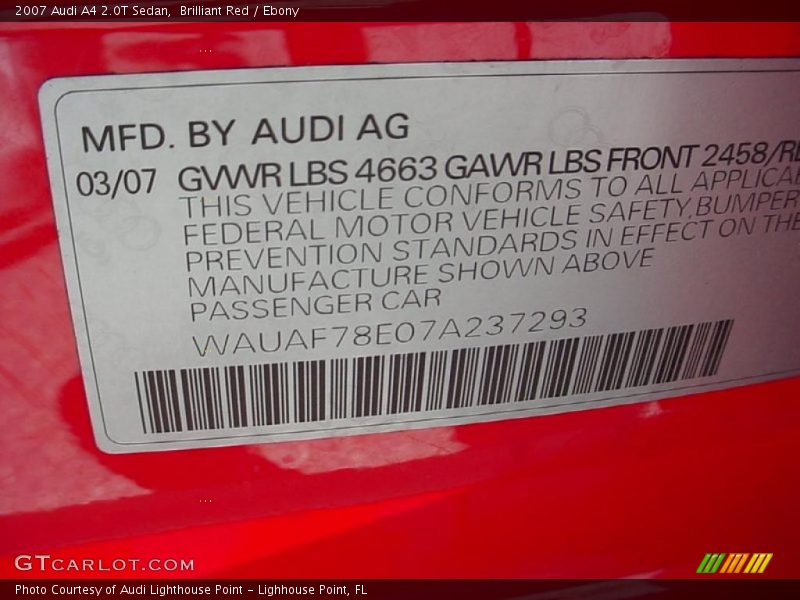 2007 Audi A4 2.0T Sedan,  Brilliant Red / Ebony
MFD. BY AUDI AG
03/07 GVWR LBS 4663 GAWR LBS FRONT 2458/
THIS VEHICLE CONFORMS TO ALL
FEDERAL MOTOR VEHICLE SAFETY, BUMPER
PREVENTION STANDARDS IN EFFECT ON THE
MANUFACTURE SHOWN ABOVE
PASSENGER CAR
WAUAF78E07A237293
GTCARLOT.COM
Photo Courtesy of Audi Lighthouse Point - Lighhouse Point, FL